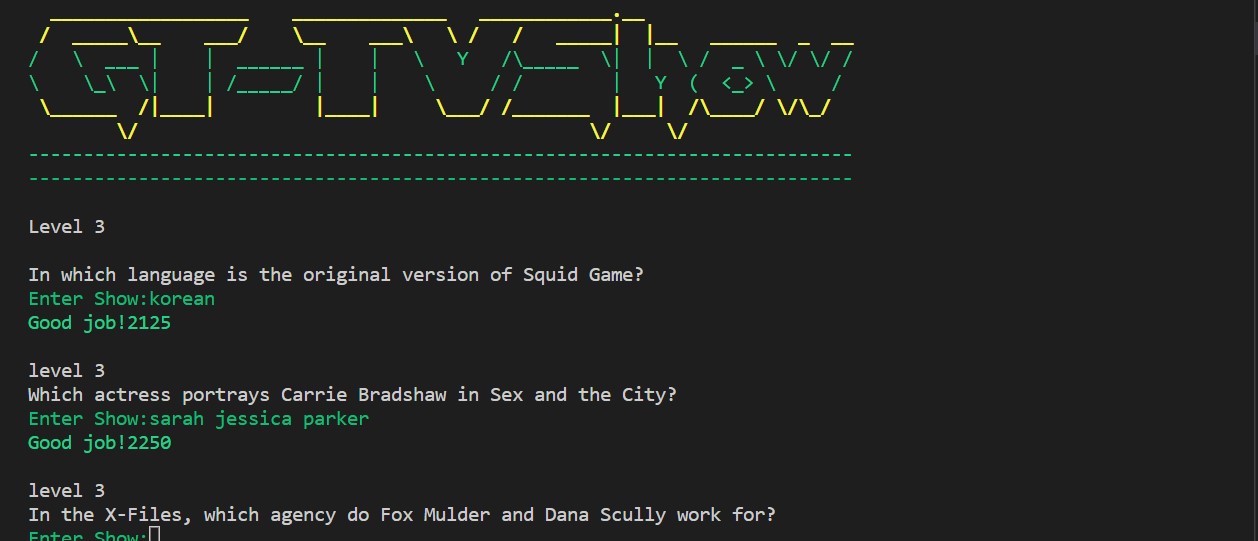 GT-TVShow
--------------------------------------------------------------------------
--------------------------------------------------------------------------
Level 3
In which language is the original version of Squid Game?
Enter Show:korean
Good job!2125
level 3
Which actress portrays Carrie Bradshaw in Sex and the City?
Enter Show:sarah jessica parker
Good job!2250
level 3
In the X-Files, which agency do Fox Mulder and Dana Scully work for?
Enter Show: